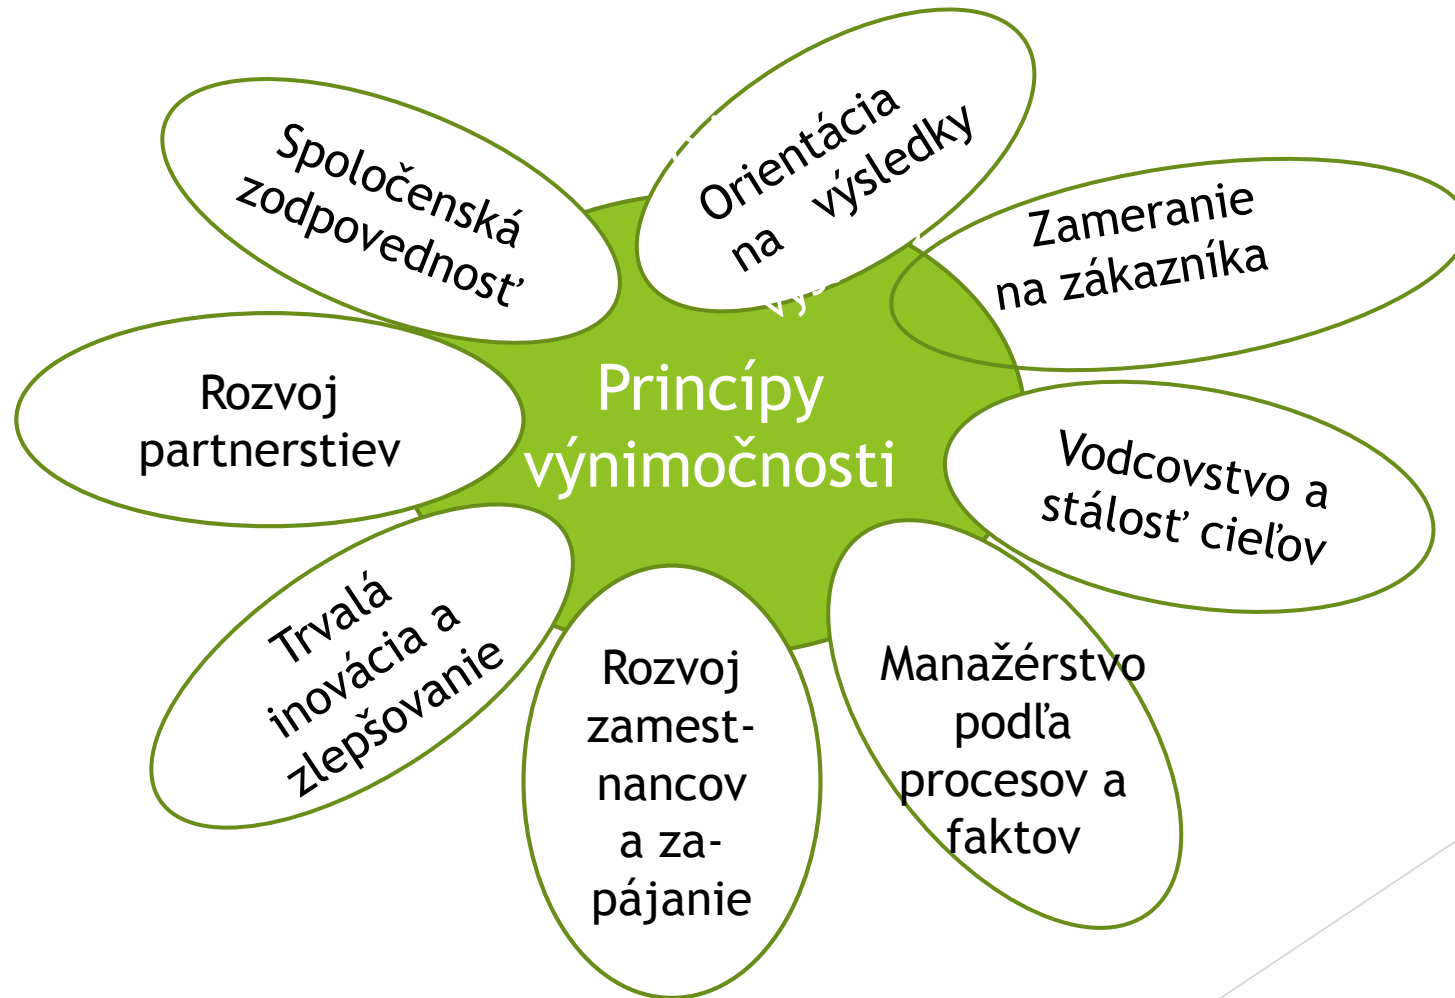 Spoločenská
zodpovednosť
Orientácia
na výsledky
Zameranie
na zákazníka
Rozvoj
partnerstiev
Princípy
výnimočnosti
Vodcovstvo a
stálosť cieľov
Trvalá
inovácia a
zlepšovanie
Rozvoj
zamest-
nancov
a za-
pájanie
Manažérstvo
podľa
procesov a
faktov